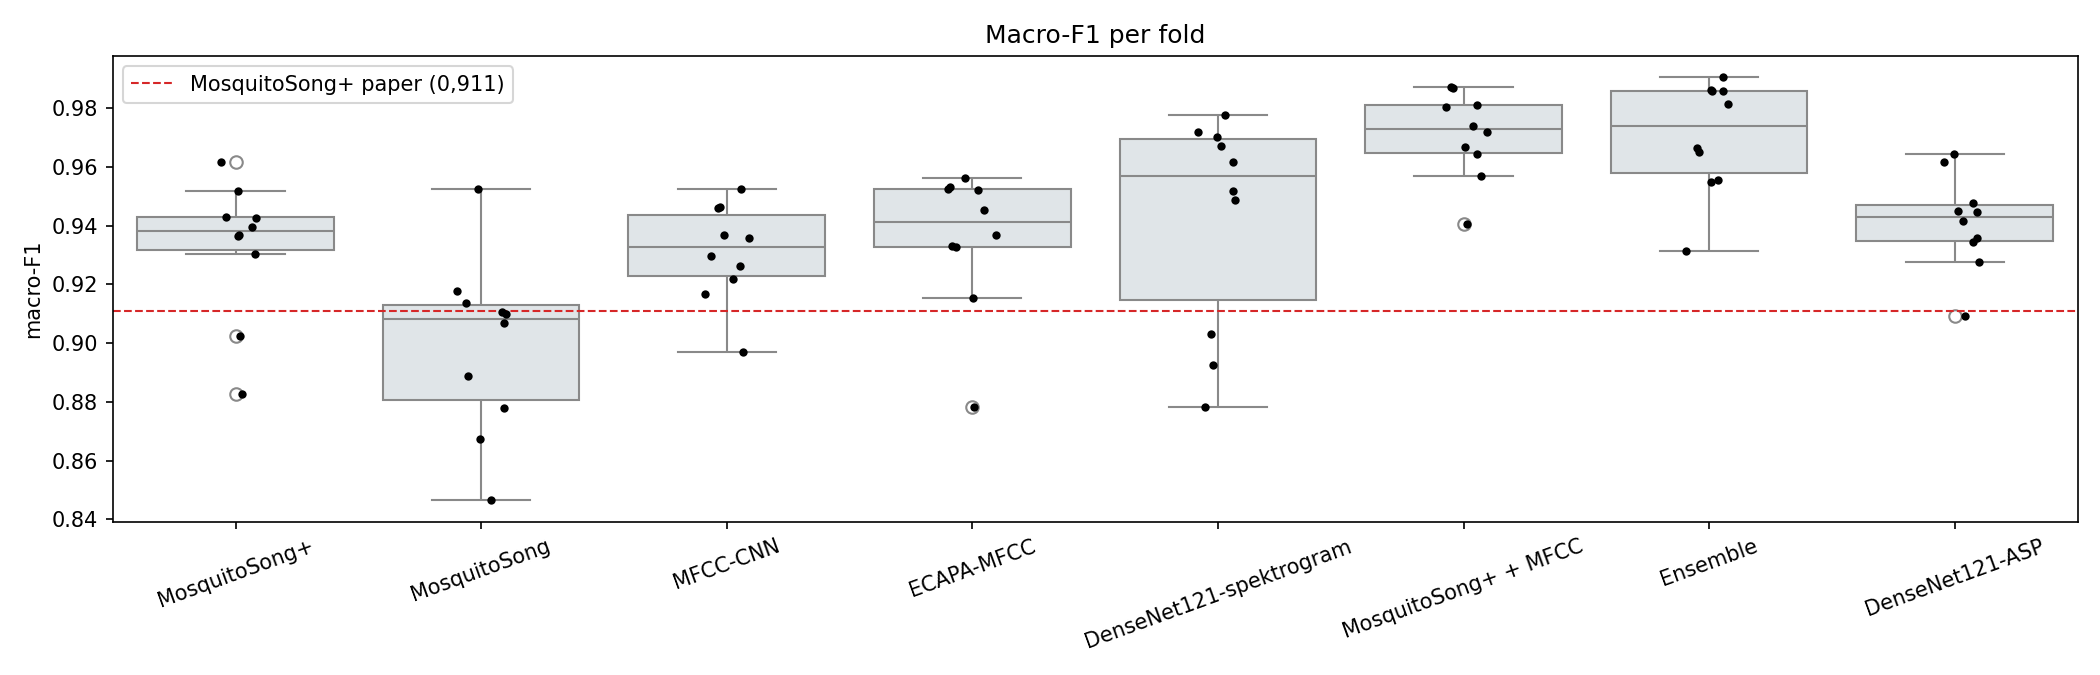 Macro-F1 per fold
MosquitoSong+ paper (0,911)
macro-F1
0.98
0.96
0.94
0.92
0.90
0.88
0.86
0.84
MosquitoSong+
MosquitoSong
MFCC-CNN
ECAPA-MFCC
DenseNet121-spektrogram
MosquitoSong+ + MFCC
Ensemble
DenseNet121-ASP